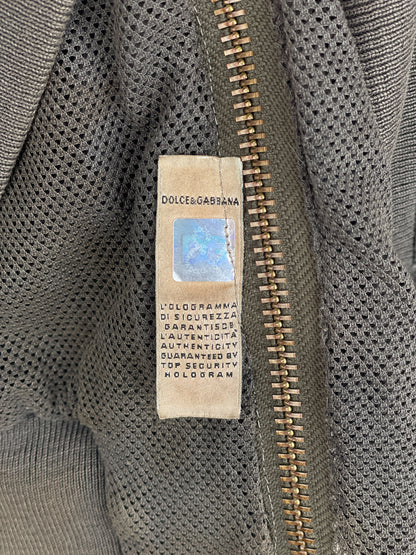 DOLCE&GABBANA
L'OLOGRAMMA
DI SICUREZZA
GARANTISCE
L'AUTENTICITÀ
AUTHENTICITY
GUARANTEED BY
TOP SECURITY
HOLOGRAM